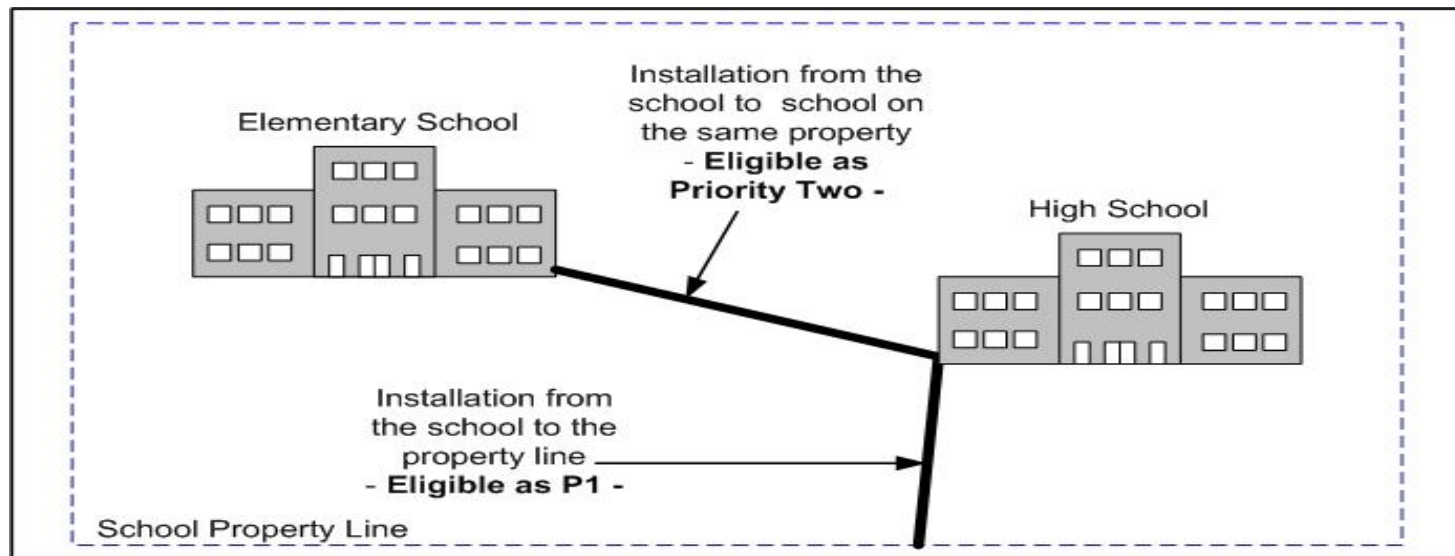 Installation from the
school to school on
the same property
- Eligible as
Priority Two -
Elementary School
High School
Installation from
the school to the
property line
- Eligible as P1 -
School Property Line